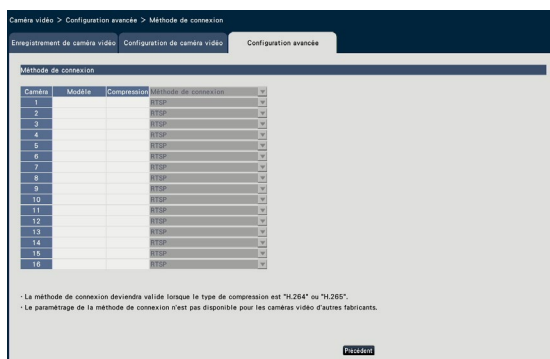 Caméra vidéo > Configuration avancée > Méthode de connexion
Enregistrement de caméra vidéo Configuration de caméra vidéo Configuration avancée
Méthode de connexion
Caméra Modèle Compression Méthode de connexion
1 RTSP
2 RTSP
3 RTSP
4 RTSP
5 RTSP
6 RTSP
7 RTSP
8 RTSP
9 RTSP
10 RTSP
11 RTSP
12 RTSP
13 RTSP
14 RTSP
15 RTSP
16 RTSP
· La méthode de connexion deviendra valide lorsque le type de compression est "H.264" ou "H.265".
· Le paramétrage de la méthode de connexion n'est pas disponible pour les caméras vidéo d'autres fabricants.
Précédent